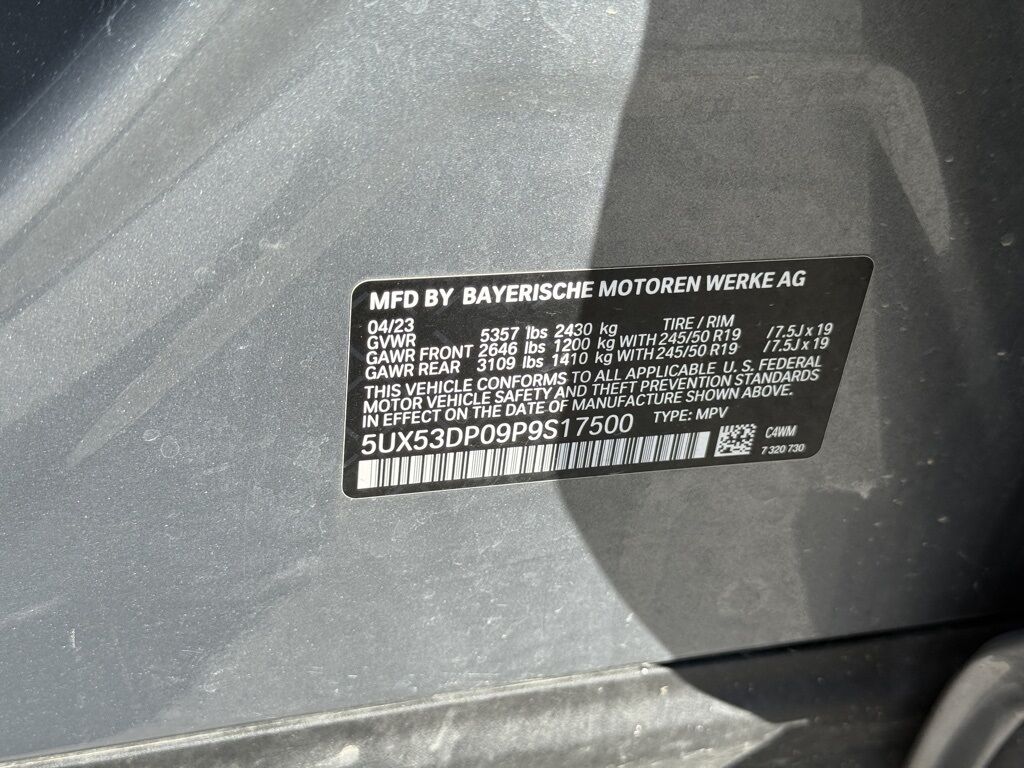 MFD BY BAYERISCHE MOTOREN WERKE AG
04/23 TIRE / RIM
GVWR 5357 lbs 2430 kg
GAWR FRONT 2646 lbs 1200 kg WITH 245/50 R19 /7.5J x 19
GAWR REAR 3109 lbs 1410 kg WITH 245/50 R19 /7.5J x 19
THIS VEHICLE CONFORMS TO ALL APPLICABLE U.S. FEDERAL
MOTOR VEHICLE SAFETY AND THEFT PREVENTION STANDARDS
IN EFFECT ON THE DATE OF MANUFACTURE SHOWN ABOVE.
5UX53DP09P9S17500 TYPE: MPV
C4WM
7 320 730